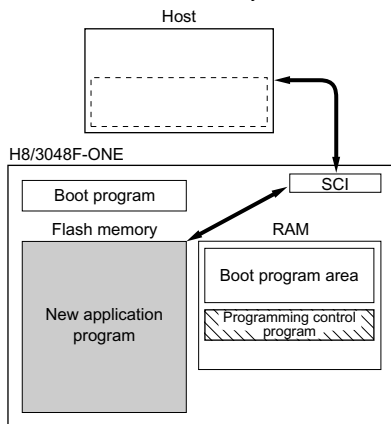 Host
H8/3048F-ONE
SCI
Boot program
Flash memory
RAM
Boot program area
New application
program
Programming control
program